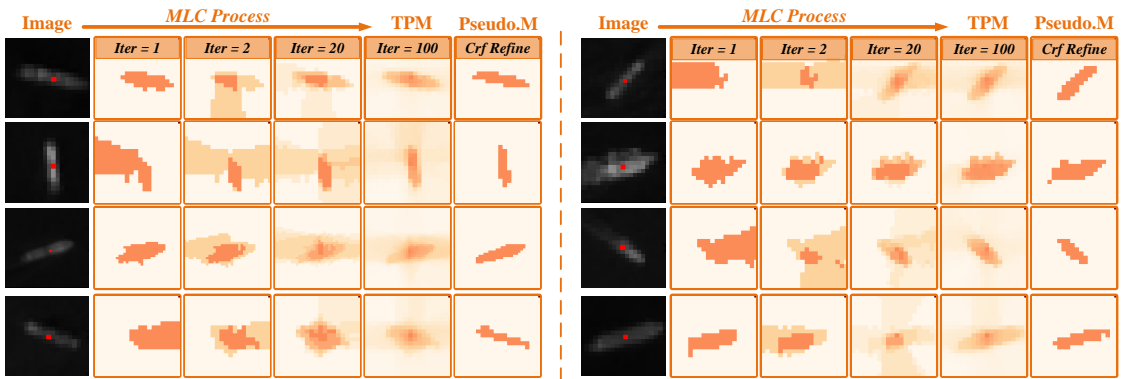 Image MLC Process TPM Pseudo.M
Iter = 1 Iter = 2 Iter = 20 Iter = 100 Crf Refine
Image MLC Process TPM Pseudo.M
Iter = 1 Iter = 2 Iter = 20 Iter = 100 Crf Refine